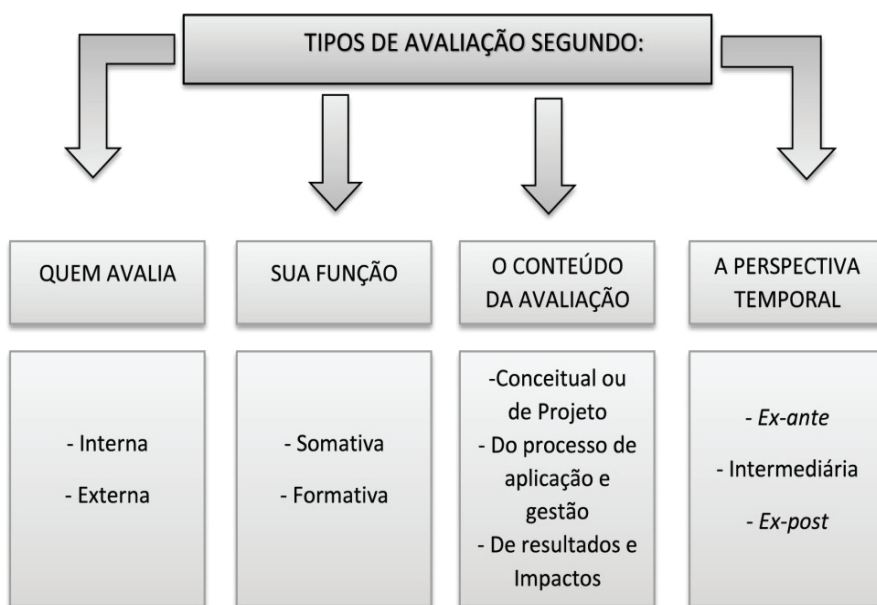 TIPOS DE AVALIAÇÃO SEGUNDO:
QUEM AVALIA
- Interna
- Externa
SUA FUNÇÃO
- Somativa
- Formativa
O CONTEÚDO
DA AVALIAÇÃO
-Conceitual ou
de Projeto
- Do processo de
aplicação e
gestão
- De resultados e
Impactos
A PERSPECTIVA
TEMPORAL
- Ex-ante
- Intermediária
- Ex-post